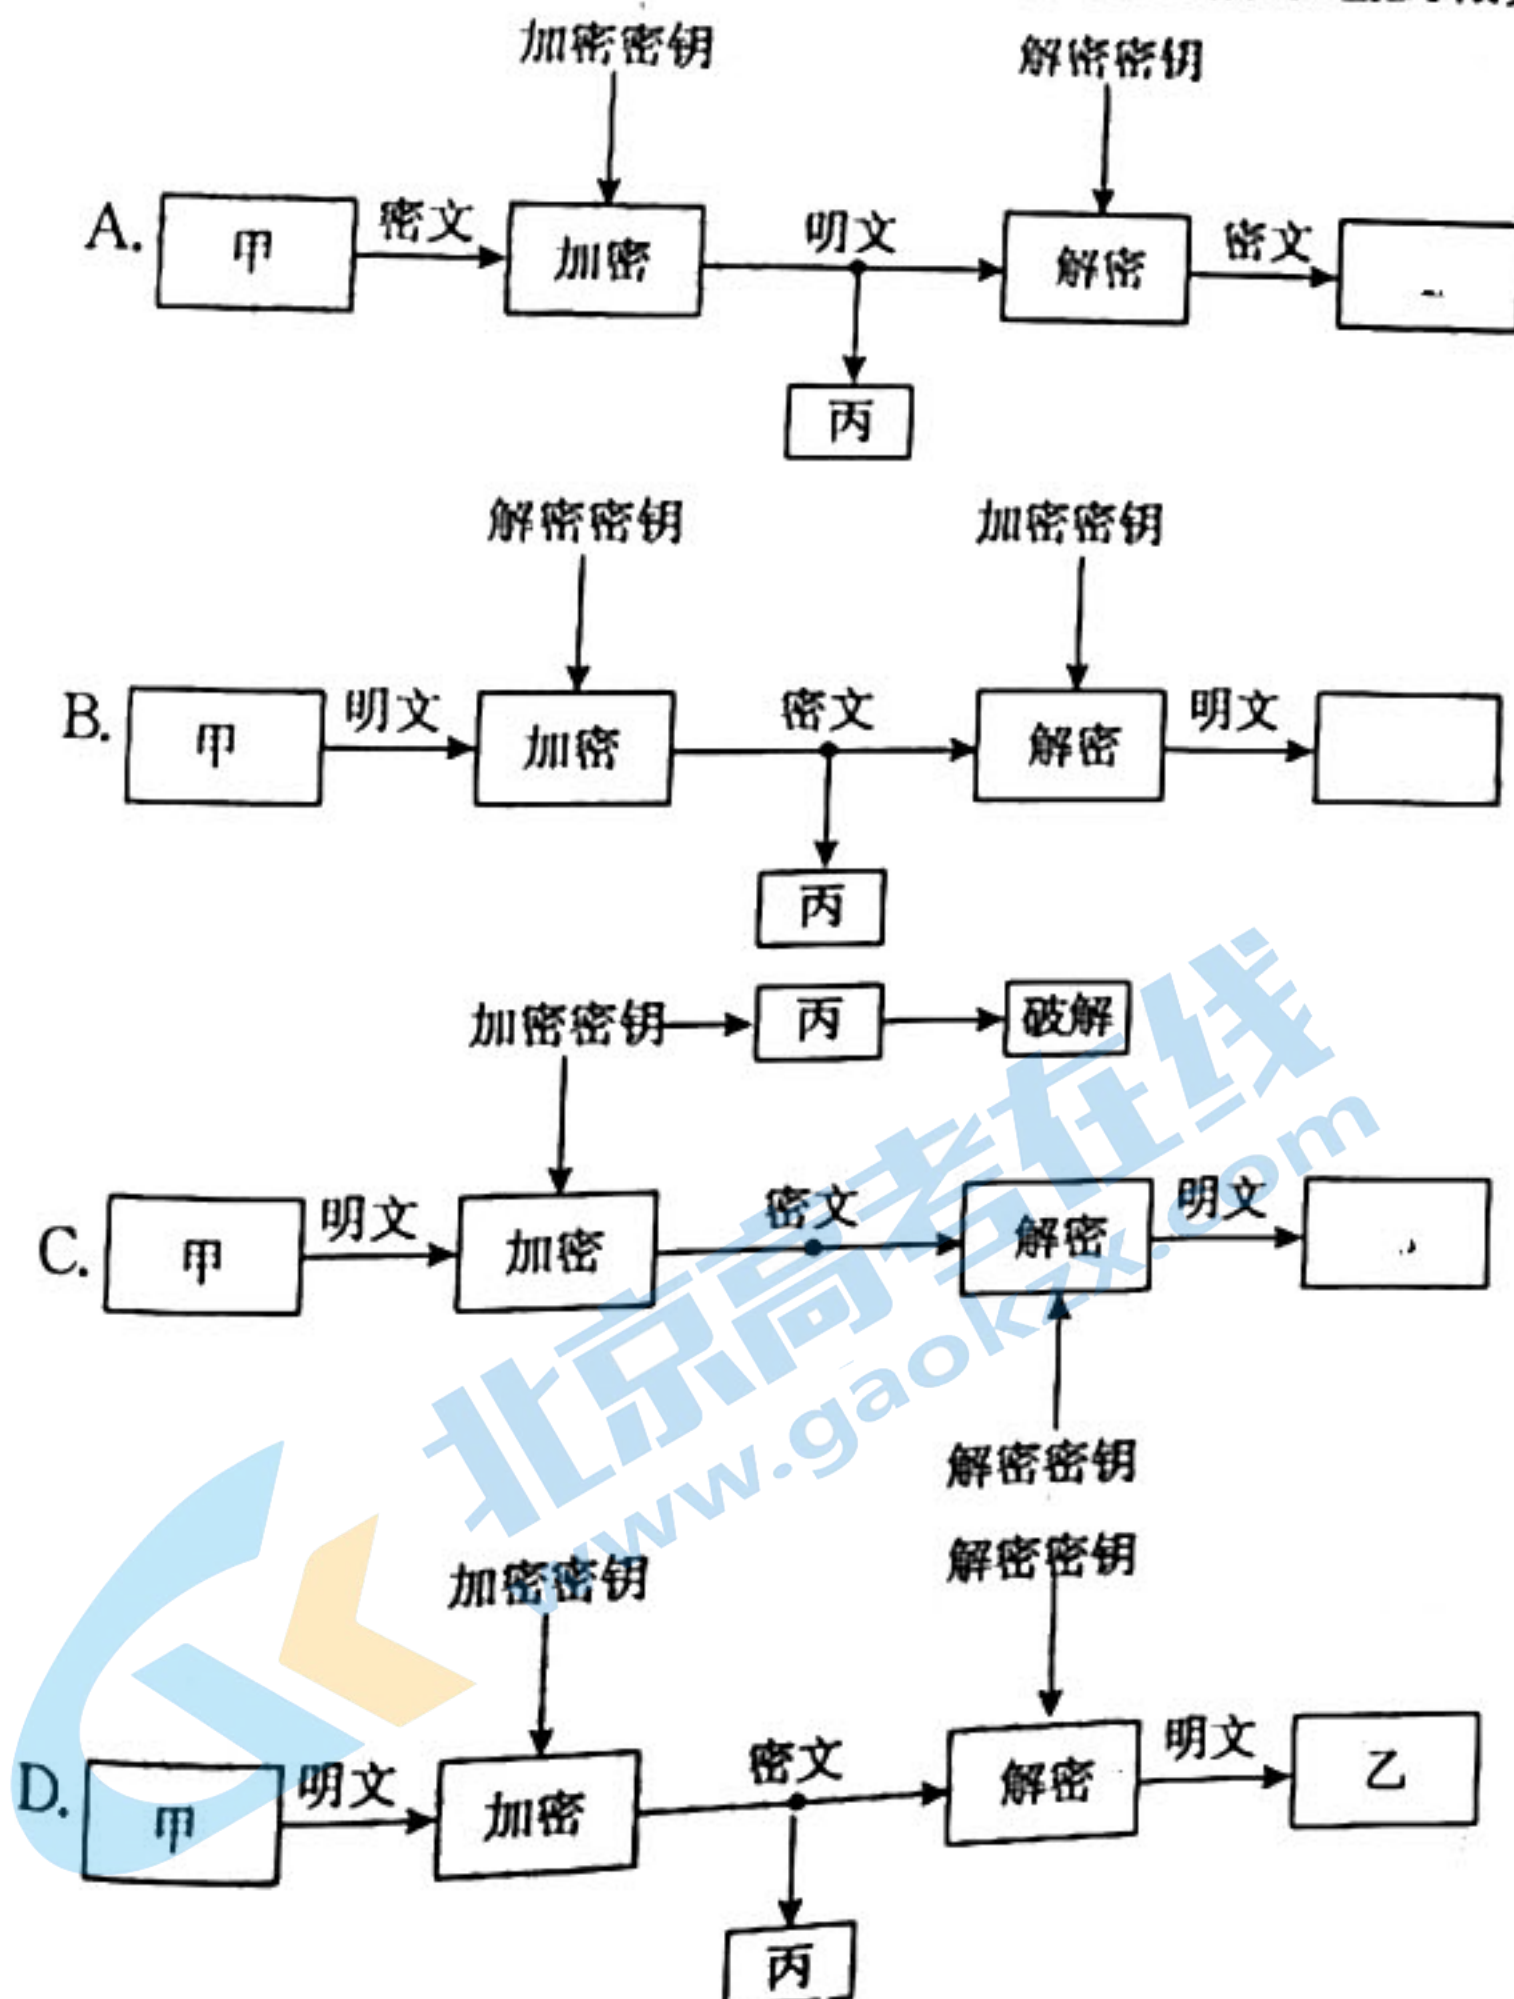 加密密钥 解密密钥
A. 甲 密文 加密 明文 解密 密文
丙
解密密钥 加密密钥
B. 甲 明文 加密 密文 解密 明文
丙
加密密钥 丙 破解
C. 甲 明文 加密 密文 解密 明文
解密密钥
加密密钥 解密密钥
D. 甲 明文 加密 密文 解密 明文 乙
丙
北京高考在线
www.gaokzx.com